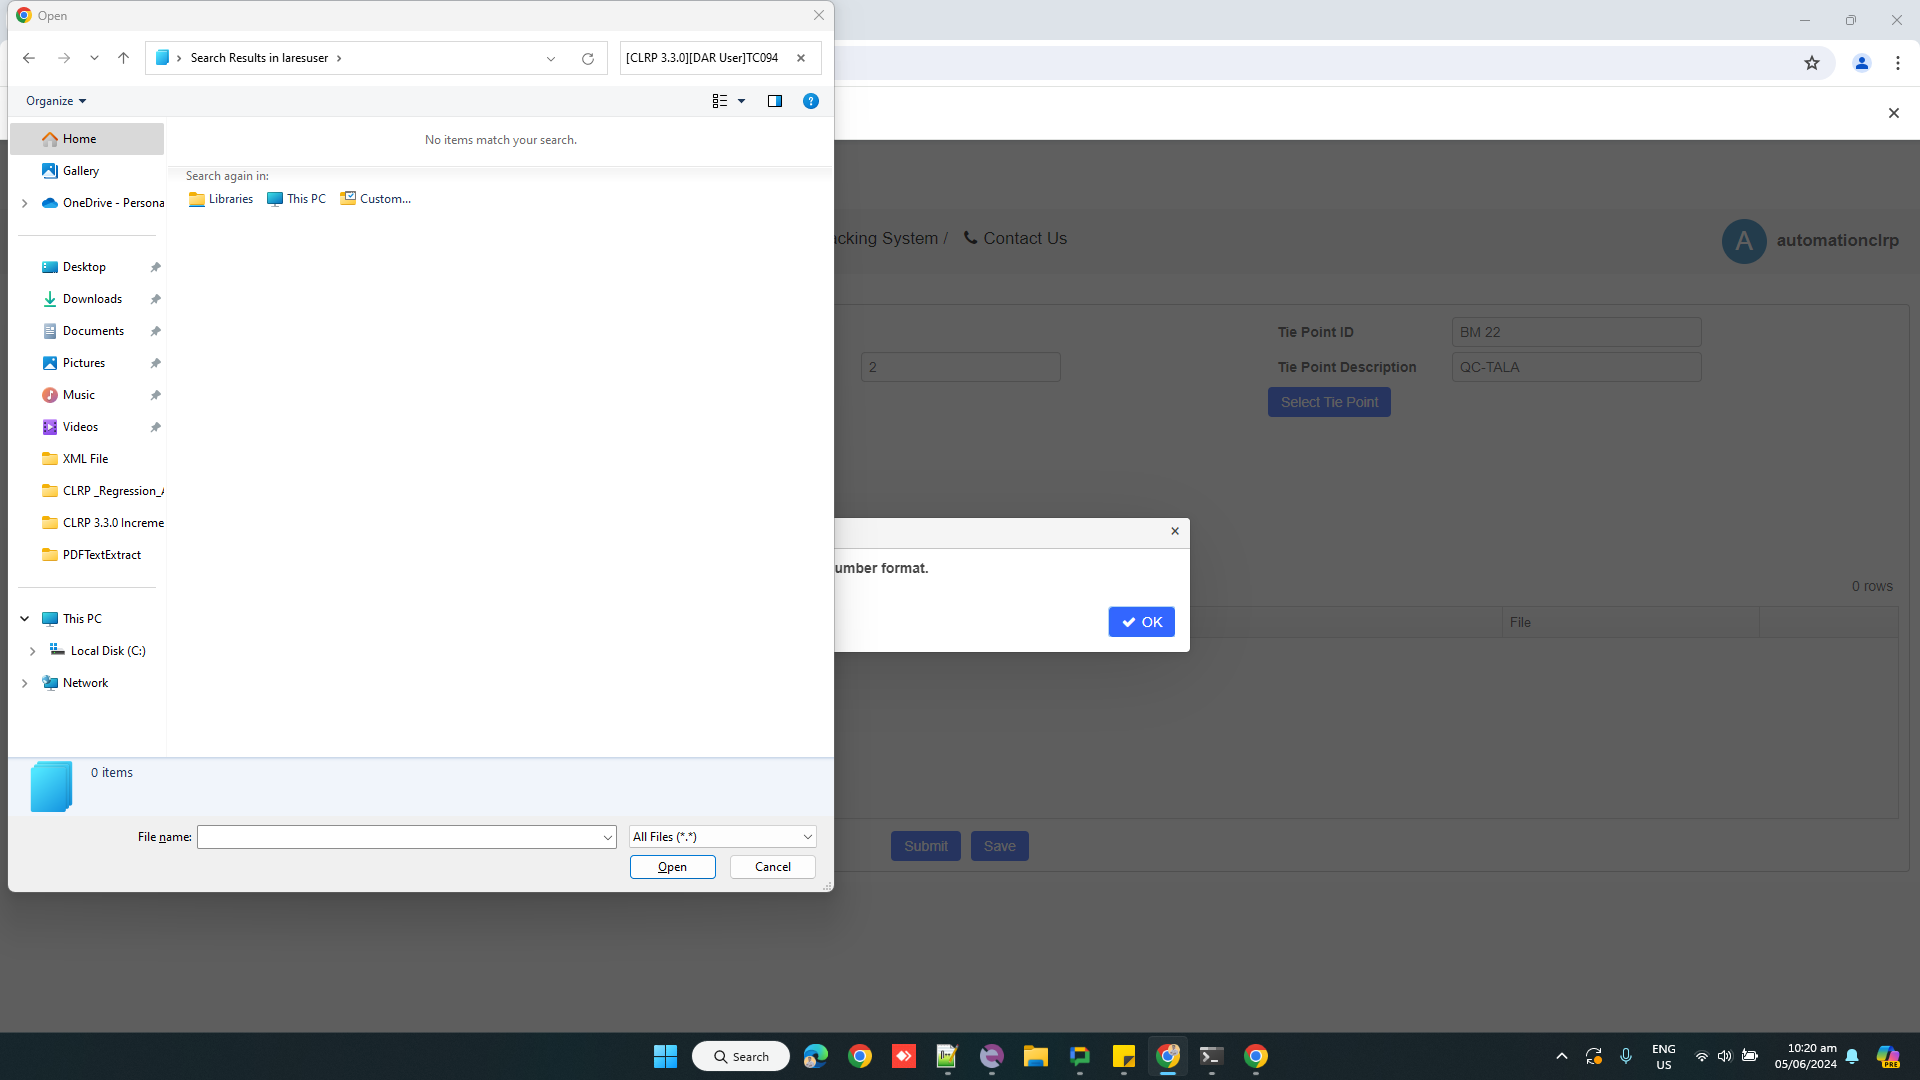 Open
Search Results in laresuser
[CLRP 3.3.0][DAR User]TC094
Organize
Home
Gallery
OneDrive - Persona
Desktop
Downloads
Documents
Pictures
Music
Videos
XML File
CLRP _Regression_A
CLRP 3.3.0 Increme
PDFTextExtract
This PC
Local Disk (C:)
Network
No items match your search.
Search again in:
Libraries
This PC
Custom...
0 items
File name:
All Files (*.*)
Open
Cancel
acking System /
Contact Us
A
automationclrp
Tie Point ID
BM 22
2
Tie Point Description
QC-TALA
Select Tie Point
umber format.
OK
0 rows
File
Submit
Save
Search
ENG
US
10:20 am
05/06/2024
PRE